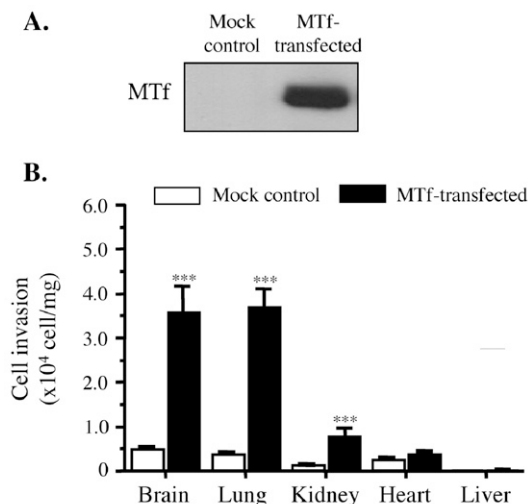 A.
Mock control
MTf-transfected
MTf
B.
Mock control
MTf-transfected
Cell invasion
(x10⁴ cell/mg)
6.0
5.0
4.0
3.0
2.0
1.0
0
***
***
***
Brain Lung Kidney Heart Liver